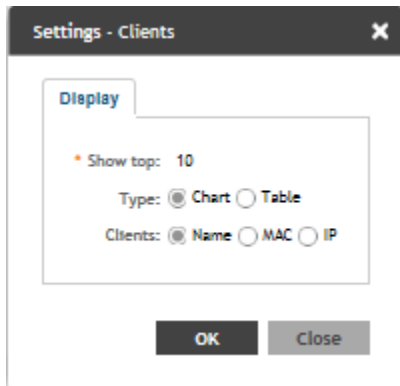 Settings - Clients
Display
* Show top: 10
Type: Chart Table
Clients: Name MAC IP
OK Close